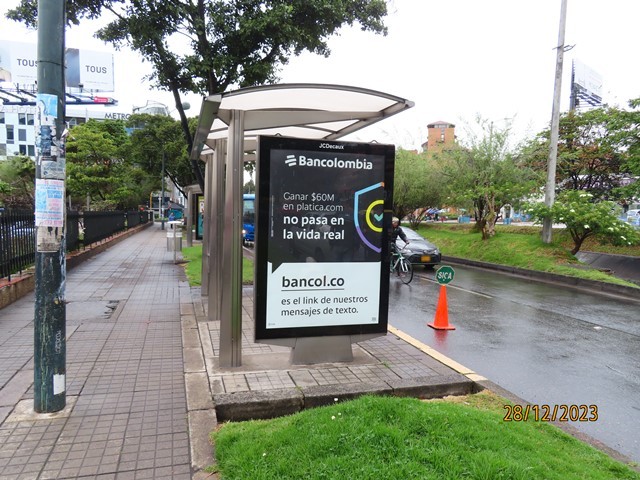 TOUS
TOUS
METRO
JCDecaux
Bancolombia
Ganar $60M
en platica.com
no pasa en
la vida real
bancol.co
es el link de nuestros
mensajes de texto.
SIGA
28/12/2023